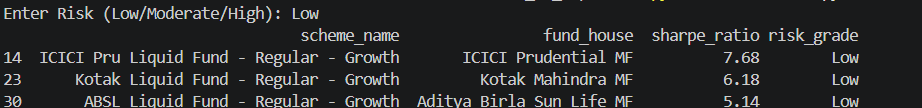 Enter Risk (Low/Moderate/High): Low
scheme_name fund_house sharpe_ratio risk_grade
14 ICICI Pru Liquid Fund - Regular - Growth ICICI Prudential MF 7.68 Low
23 Kotak Liquid Fund - Regular - Growth Kotak Mahindra MF 6.18 Low
30 ABSL Liquid Fund - Regular - Growth Aditya Birla Sun Life MF 5.14 Low